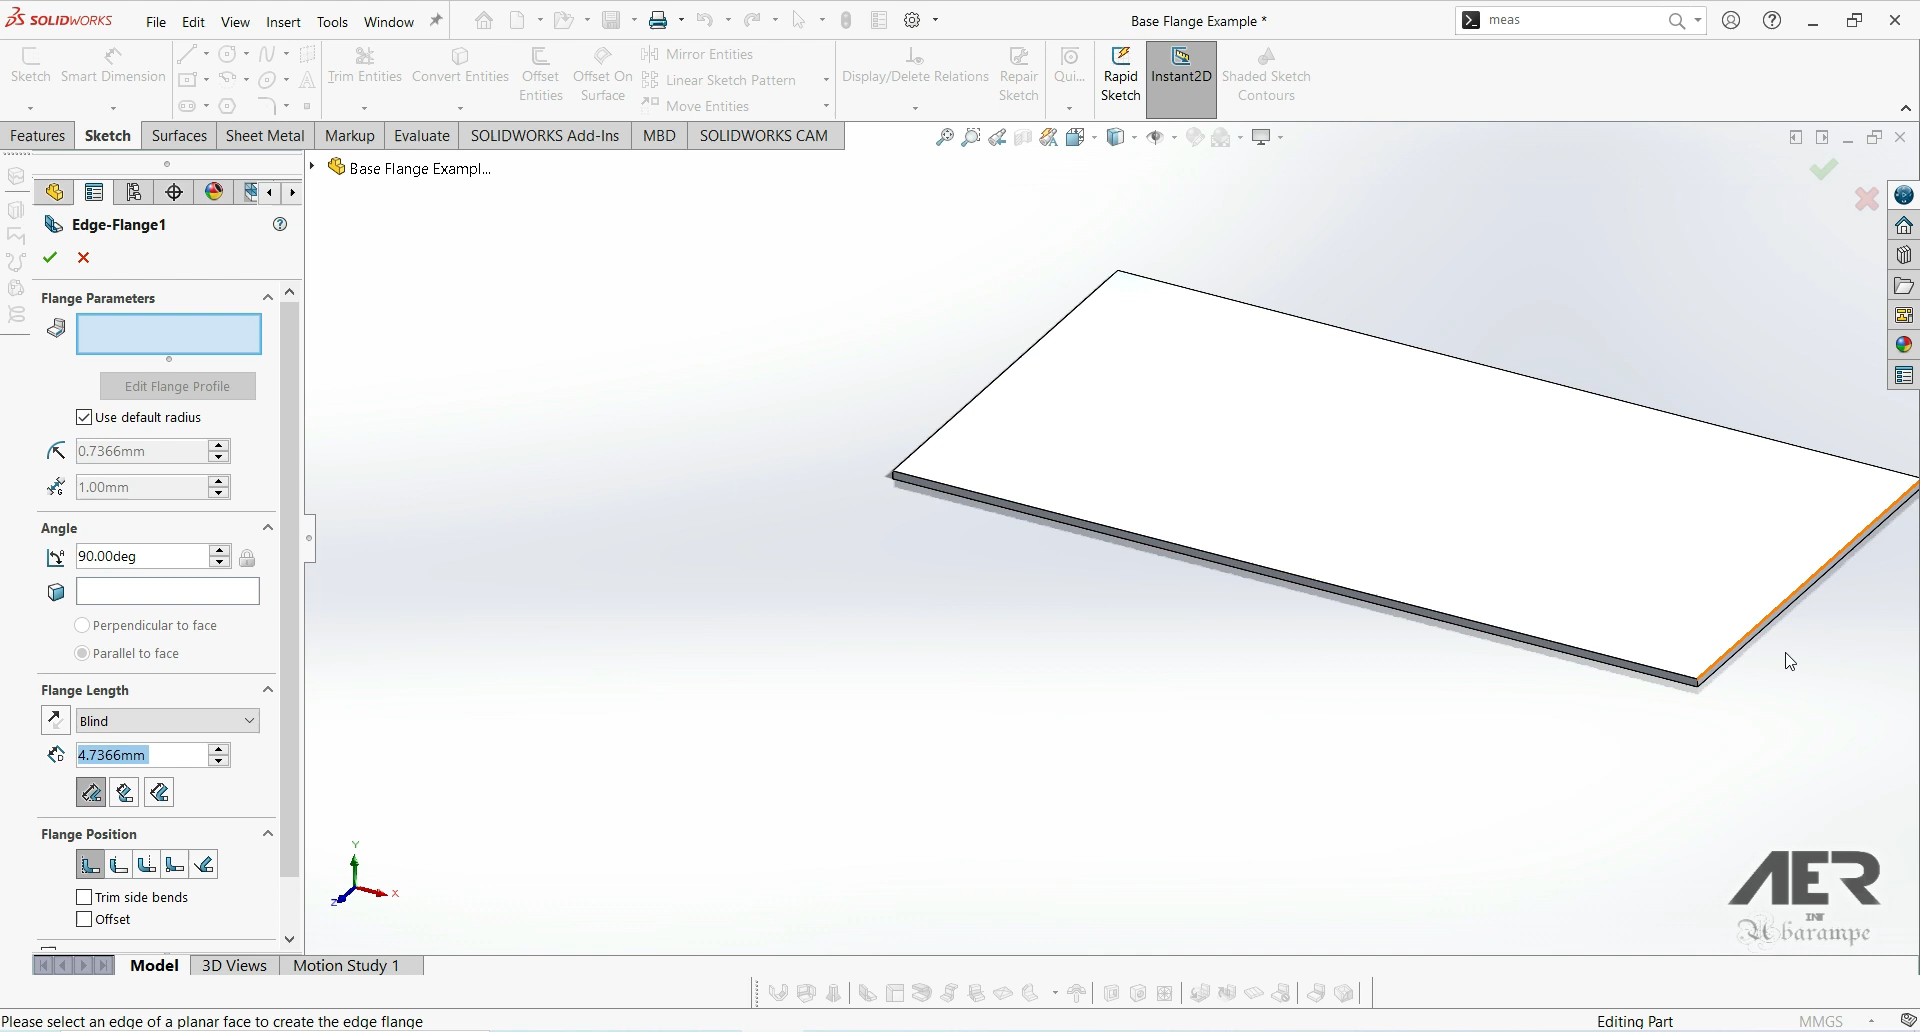 SOLIDWORKS
File Edit View Insert Tools Window
Base Flange Example *
meas
Sketch
Smart Dimension
Trim Entities
Convert Entities
Offset
Entities
Offset On
Surface
Mirror Entities
Linear Sketch Pattern
Move Entities
Display/Delete Relations
Repair
Sketch
Qui...
Rapid
Sketch
Instant2D
Shaded Sketch
Contours
Features Sketch Surfaces Sheet Metal Markup Evaluate SOLIDWORKS Add-Ins MBD SOLIDWORKS CAM
Base Flange Exampl...
Edge-Flange1
Flange Parameters
Edit Flange Profile
Use default radius
0.7366mm
1.00mm
Angle
90.00deg
Perpendicular to face
Parallel to face
Flange Length
Blind
4.7366mm
Flange Position
Trim side bends
Offset
Y
X
Z
AER
INT
Abarampe
Model 3D Views Motion Study 1
Please select an edge of a planar face to create the edge flange
Editing Part
MMGS